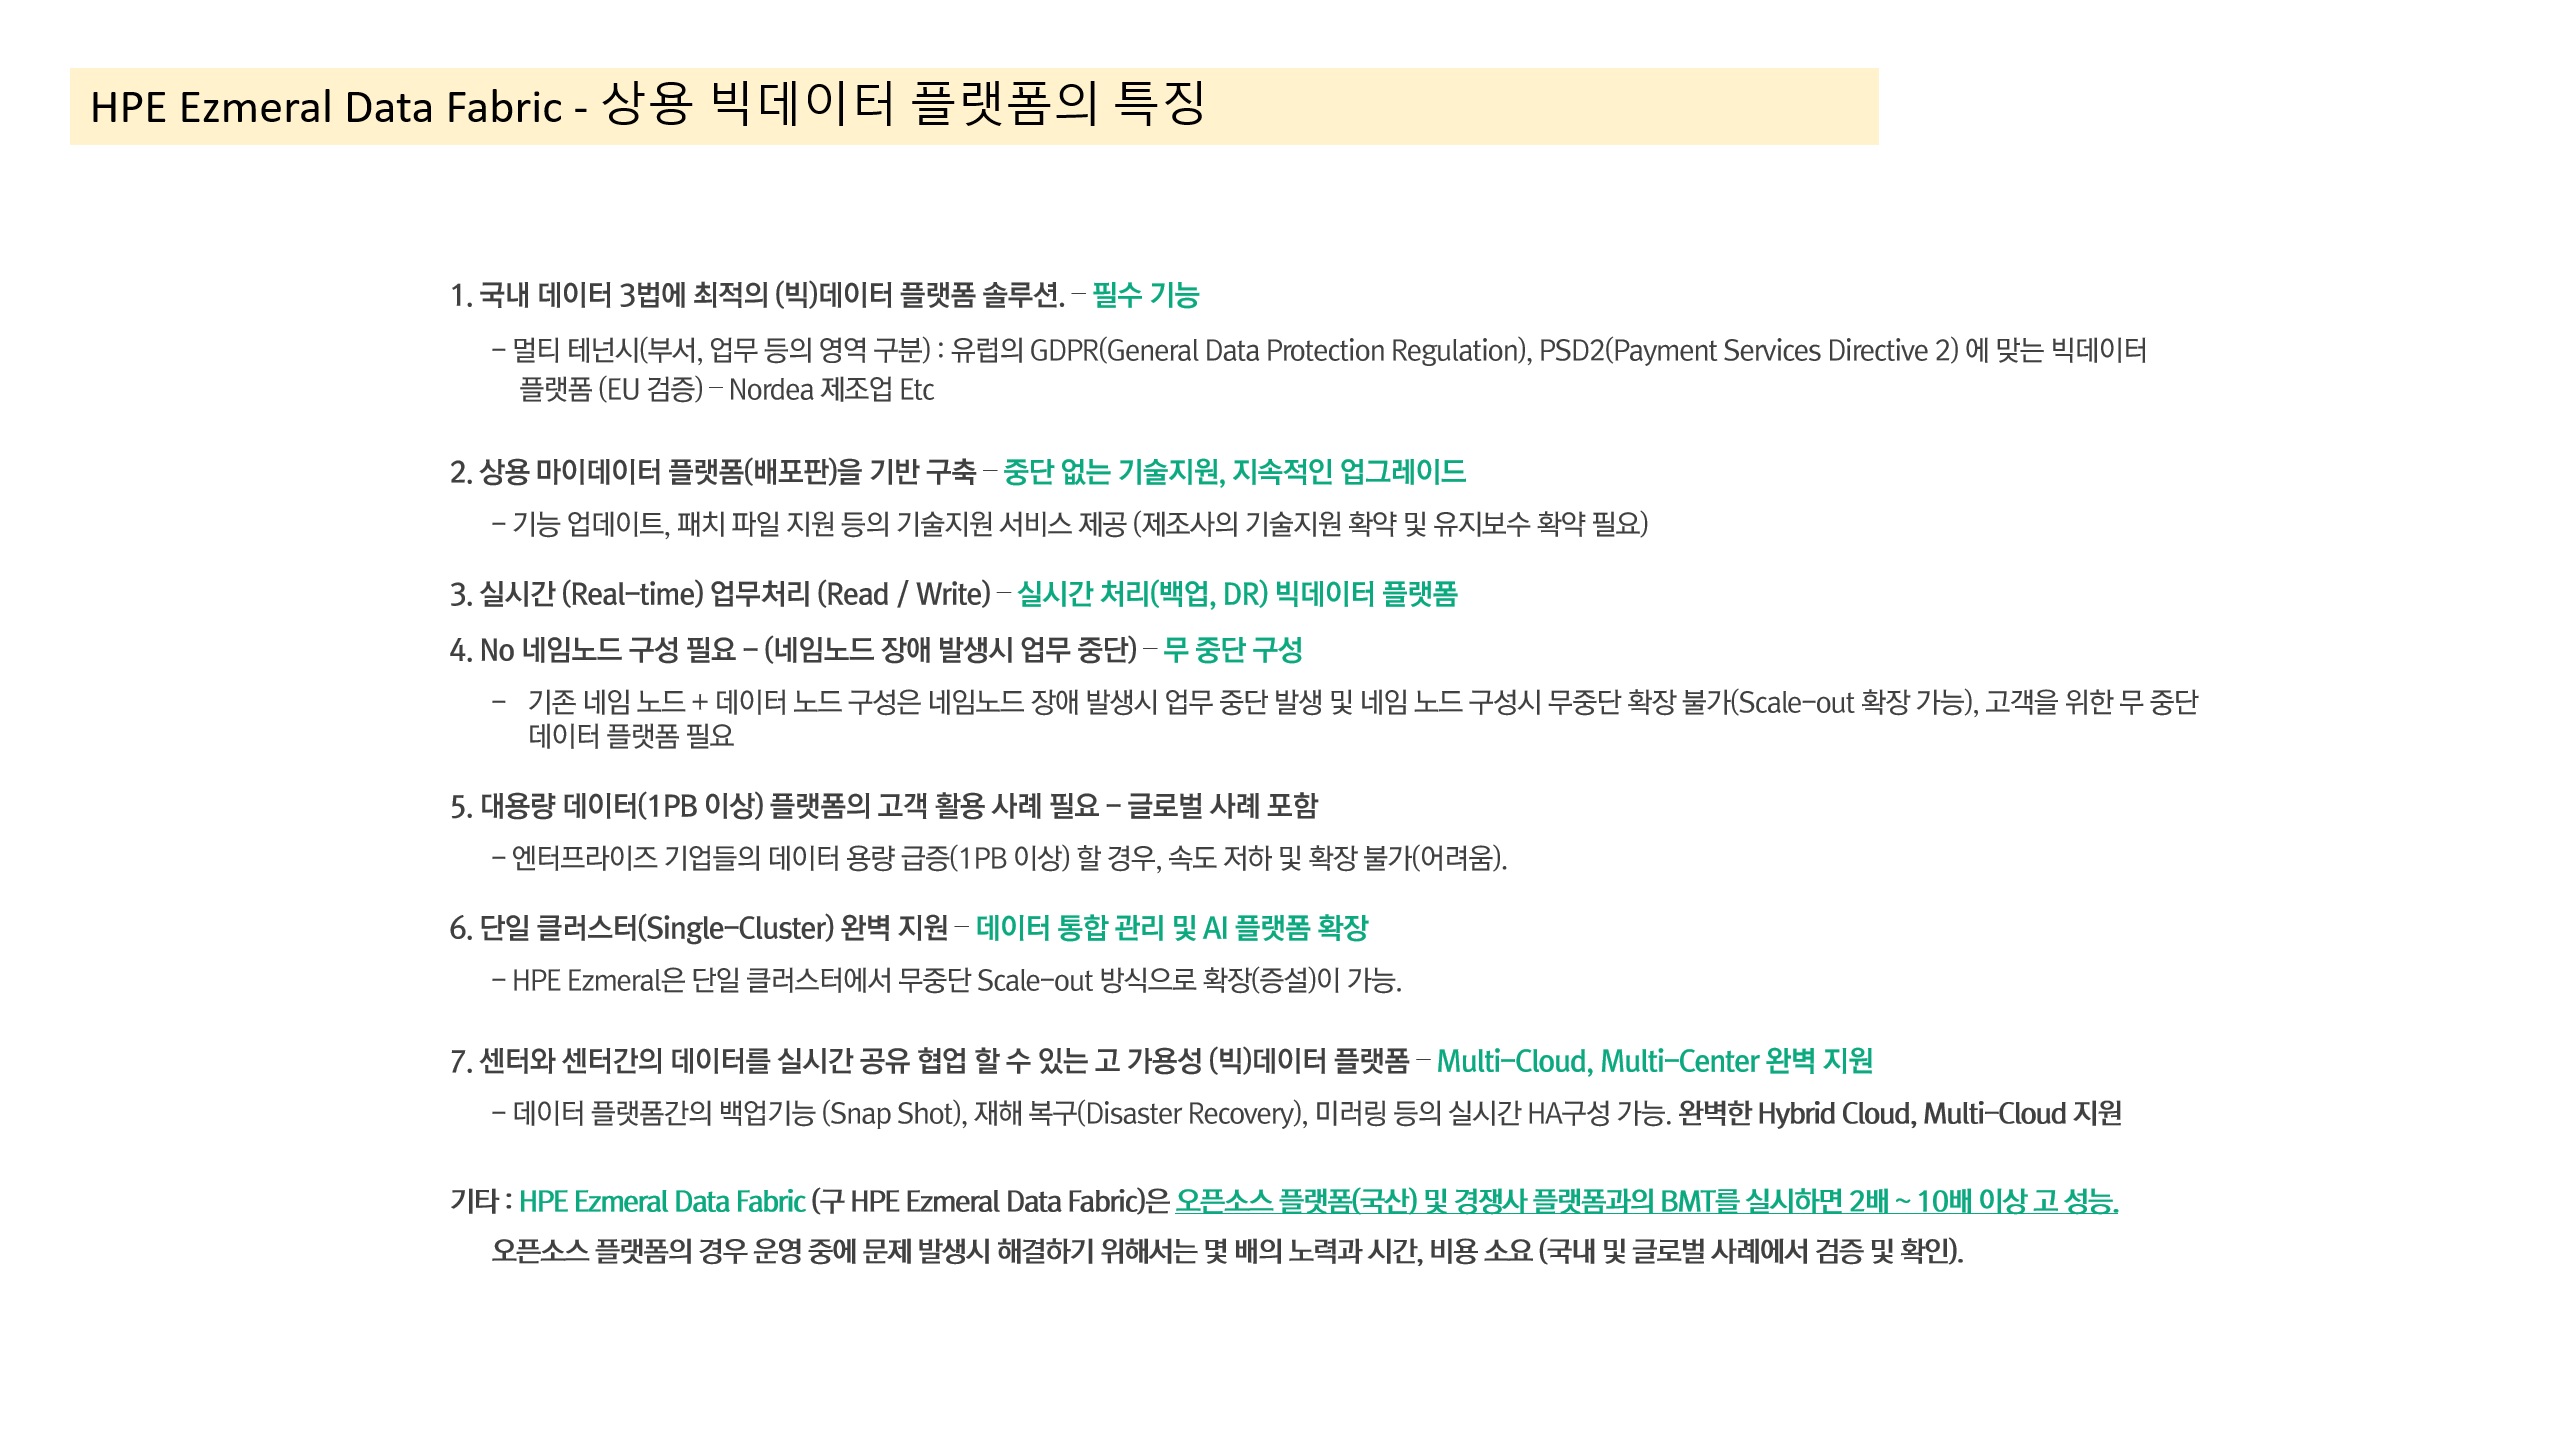 HPE Ezmeral Data Fabric - 상용 빅데이터 플랫폼의 특징
1. 국내 데이터 3법에 최적의 (빅)데이터 플랫폼 솔루션. – 필수 기능
– 멀티 테넌시(부서, 업무 등의 영역 구분) : 유럽의 GDPR(General Data Protection Regulation), PSD2(Payment Services Directive 2) 에 맞는 빅데이터
플랫폼 (EU 검증) – Nordea 제조업 Etc
2. 상용 마이데이터 플랫폼(배포판)을 기반 구축 – 중단 없는 기술지원, 지속적인 업그레이드
– 기능 업데이트, 패치 파일 지원 등의 기술지원 서비스 제공 (제조사의 기술지원 확약 및 유지보수 확약 필요)
3. 실시간 (Real-time) 업무처리 (Read / Write) – 실시간 처리(백업, DR) 빅데이터 플랫폼
4. No 네임노드 구성 필요 – (네임노드 장애 발생시 업무 중단) – 무 중단 구성
– 기존 네임 노드 + 데이터 노드 구성은 네임노드 장애 발생시 업무 중단 발생 및 네임 노드 구성시 무중단 확장 불가(Scale-out 확장 가능), 고객을 위한 무 중단
데이터 플랫폼 필요
5. 대용량 데이터(1PB 이상) 플랫폼의 고객 활용 사례 필요 – 글로벌 사례 포함
– 엔터프라이즈 기업들의 데이터 용량 급증(1PB 이상) 할 경우, 속도 저하 및 확장 불가(어려움).
6. 단일 클러스터(Single-Cluster) 완벽 지원 – 데이터 통합 관리 및 AI 플랫폼 확장
– HPE Ezmeral은 단일 클러스터에서 무중단 Scale-out 방식으로 확장(증설)이 가능.
7. 센터와 센터간의 데이터를 실시간 공유 협업 할 수 있는 고 가용성 (빅)데이터 플랫폼 – Multi-Cloud, Multi-Center 완벽 지원
– 데이터 플랫폼간의 백업기능 (Snap Shot), 재해 복구(Disaster Recovery), 미러링 등의 실시간 HA구성 가능. 완벽한 Hybrid Cloud, Multi-Cloud 지원
기타 : HPE Ezmeral Data Fabric (구 HPE Ezmeral Data Fabric)은 오픈소스 플랫폼(국산) 및 경쟁사 플랫폼과의 BMT를 실시하면 2배 ~ 10배 이상 고 성능.
오픈소스 플랫폼의 경우 운영 중에 문제 발생시 해결하기 위해서는 몇 배의 노력과 시간, 비용 소요 (국내 및 글로벌 사례에서 검증 및 확인).